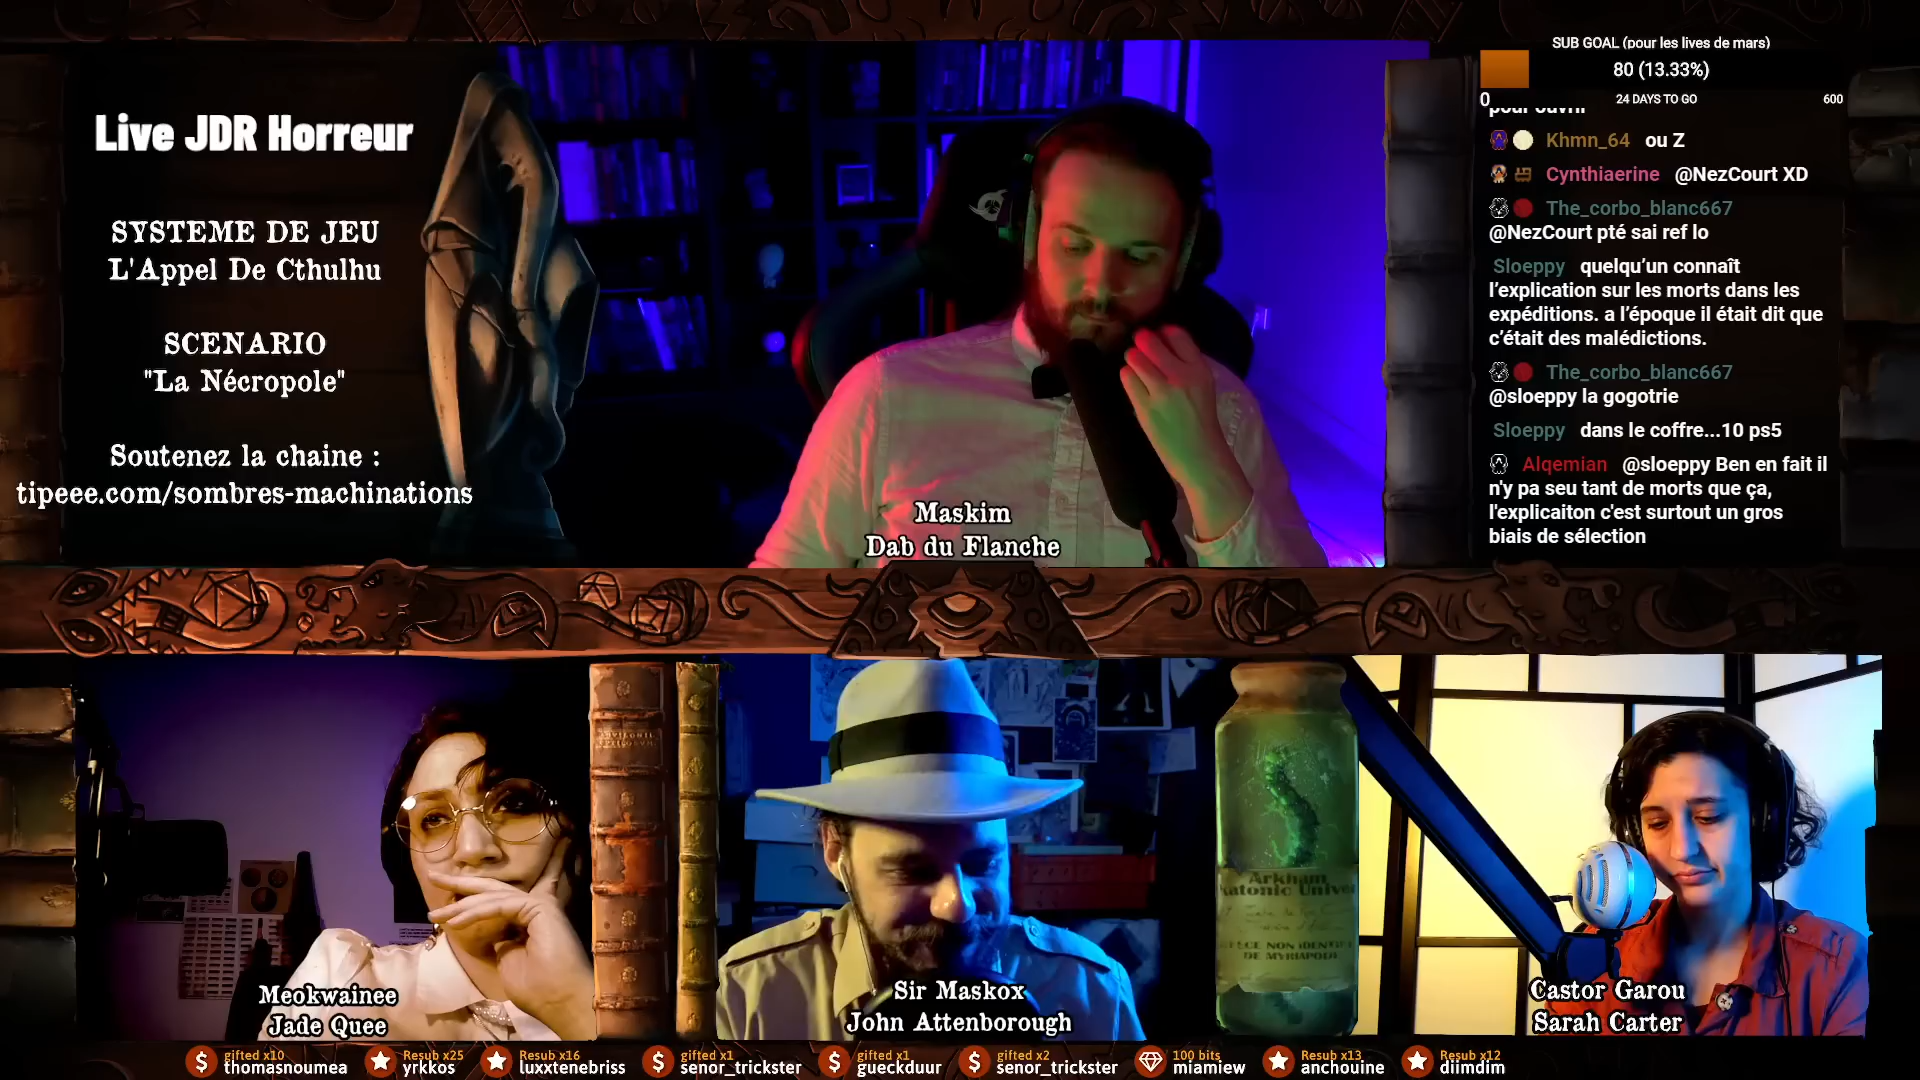 Live JDR Horreur
SYSTEME DE JEU
L'Appel De Cthulhu
SCENARIO
"La Nécropole"
Soutenez la chaine :
tipeee.com/sombres-machinations
Maskim
Dab du Flanche
SUB GOAL (pour les lives de mars)
80 (13.33%)
0
24 DAYS TO GO
600
pour ouvrir
Khmn_64 ou Z
Cynthiaerine @NezCourt XD
The_corbo_blanc667
@NezCourt pté sai ref lo
Sloeppy quelqu’un connaît
l’explication sur les morts dans les
expéditions. a l’époque il était dit que
c’était des malédictions.
The_corbo_blanc667
@sloeppy la gogotrie
Sloeppy dans le coffre...10 ps5
Alqemian @sloeppy Ben en fait il
n'y pa seu tant de morts que ça,
l'explicaiton c'est surtout un gros
biais de sélection
Meokwainee
Jade Quee
Sir Maskox
John Attenborough
Arkham
katonic Univer
DE MYRIAPODE
Castor Garou
Sarah Carter
gifted x10
thomasnoumea
Resub x25
yrkkos
Resub x16
luxxtenebriss
gifted x1
senor_trickster
gifted x1
gueckduur
gifted x2
senor_trickster
100 bits
miamiew
Resub x13
anchouine
Resub x12
diimdim